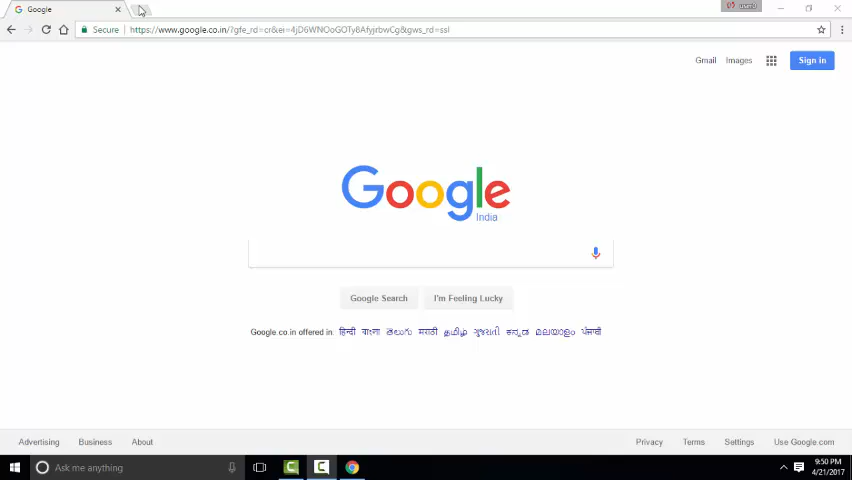 Google
Secure
https://www.google.co.in/?gfe_rd=cr&ei=4jD6WNOoGOTy8AfyjrbwCg&gws_rd=ssl
Gmail Images Sign in
Google
India
Google Search I'm Feeling Lucky
Google.co.in offered in: हिन्दी বাংলা తెలుగు मराठी தமிழ் ગુજરાતી ಕನ್ನಡ മലയാളം ਪੰਜਾਬੀ
Advertising Business About Privacy Terms Settings Use Google.com
Ask me anything
9:50 PM
4/21/2017